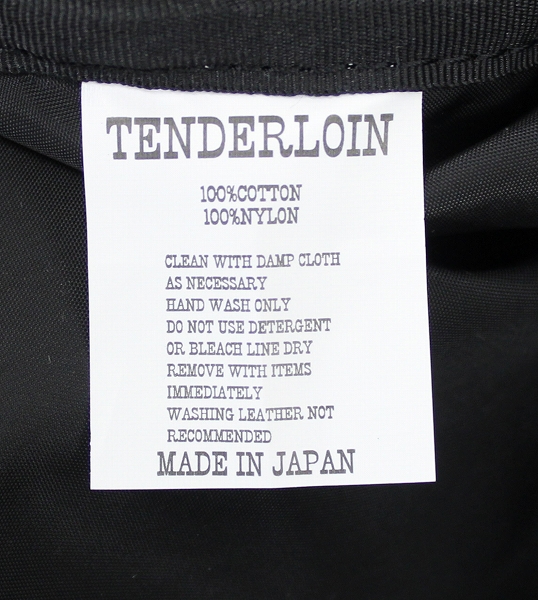 TENDERLOIN
100%COTTON
100%NYLON
CLEAN WITH DAMP CLOTH
AS NECESSARY
HAND WASH ONLY
DO NOT USE DETERGENT
OR BLEACH LINE DRY
REMOVE WITH ITEMS
IMMEDIATELY
WASHING LEATHER NOT
RECOMMENDED
MADE IN JAPAN